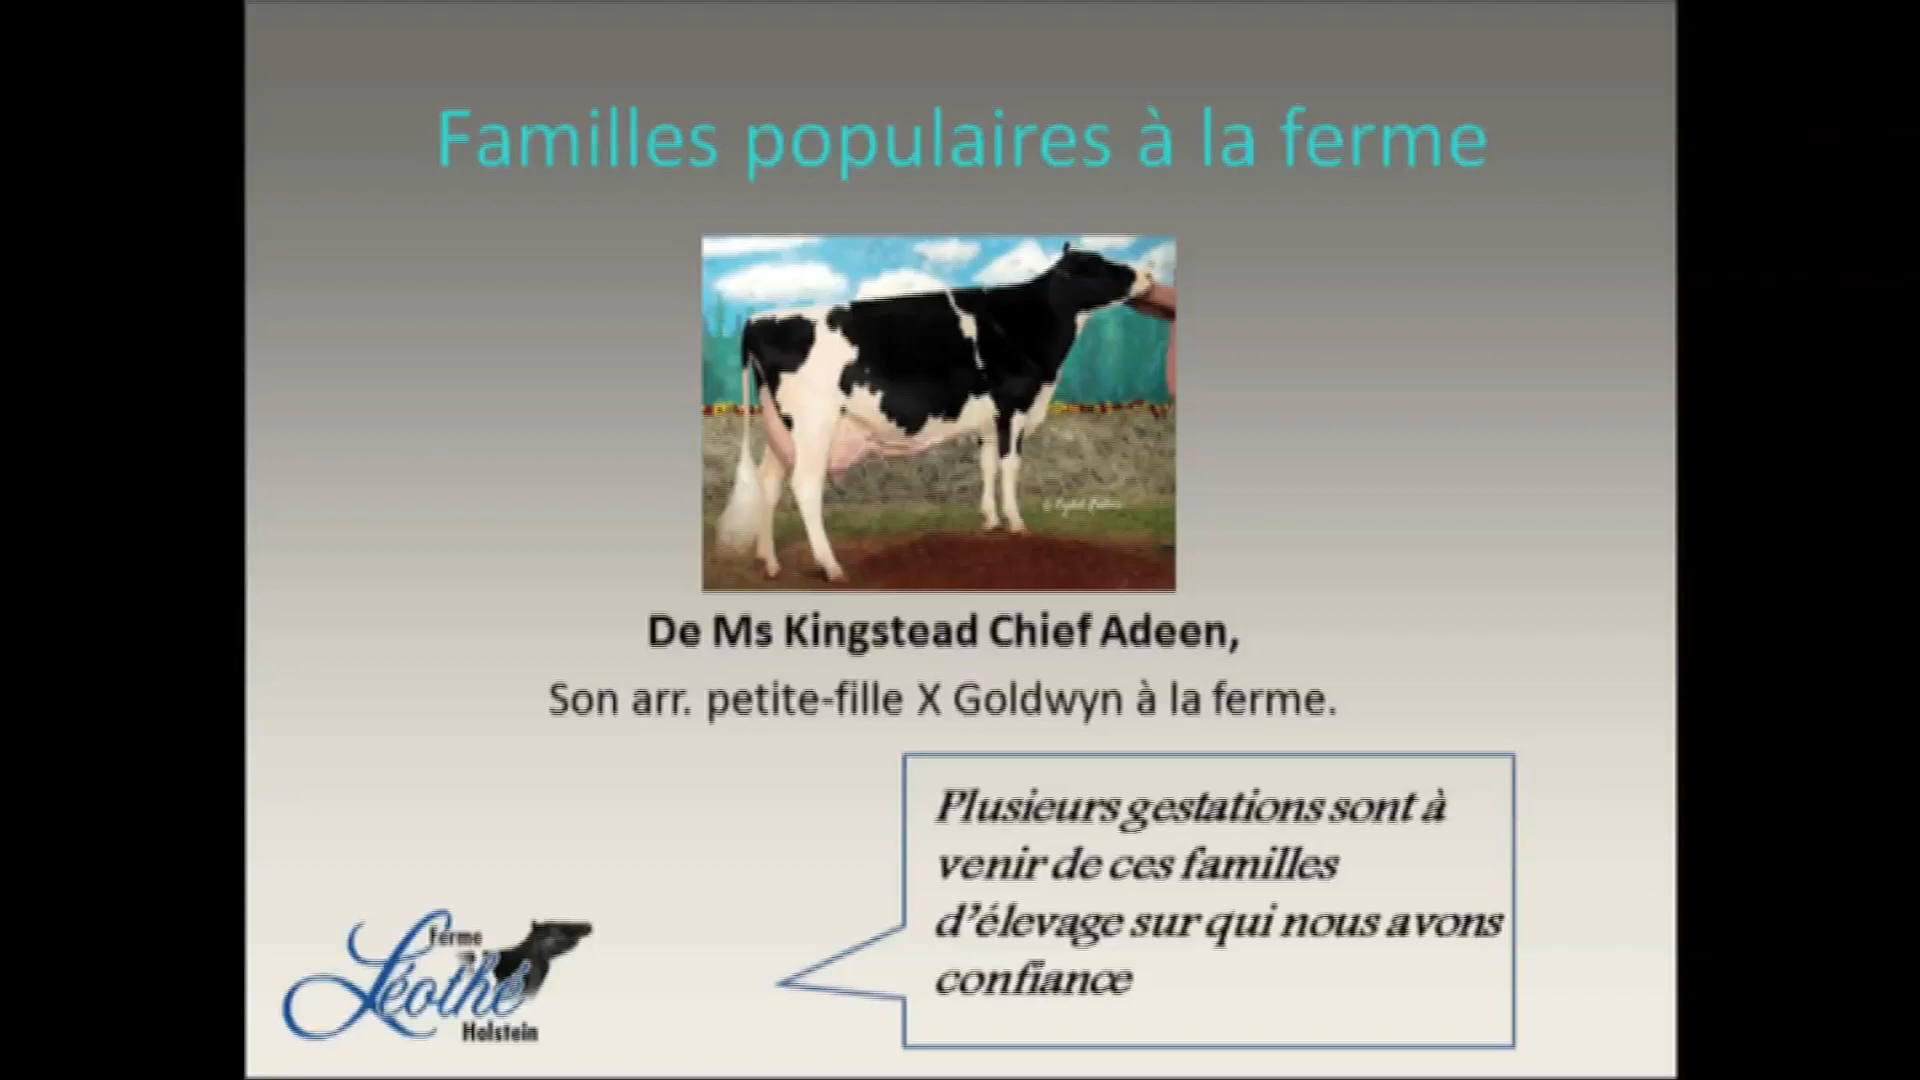 Familles populaires à la ferme
De Ms Kingstead Chief Adeen,
Son arr. petite-fille X Goldwyn à la ferme.
Plusieurs gestations sont à
venir de ces familles
d’élevage sur qui nous avons
confiance
Ferme
Léothé
Holstein